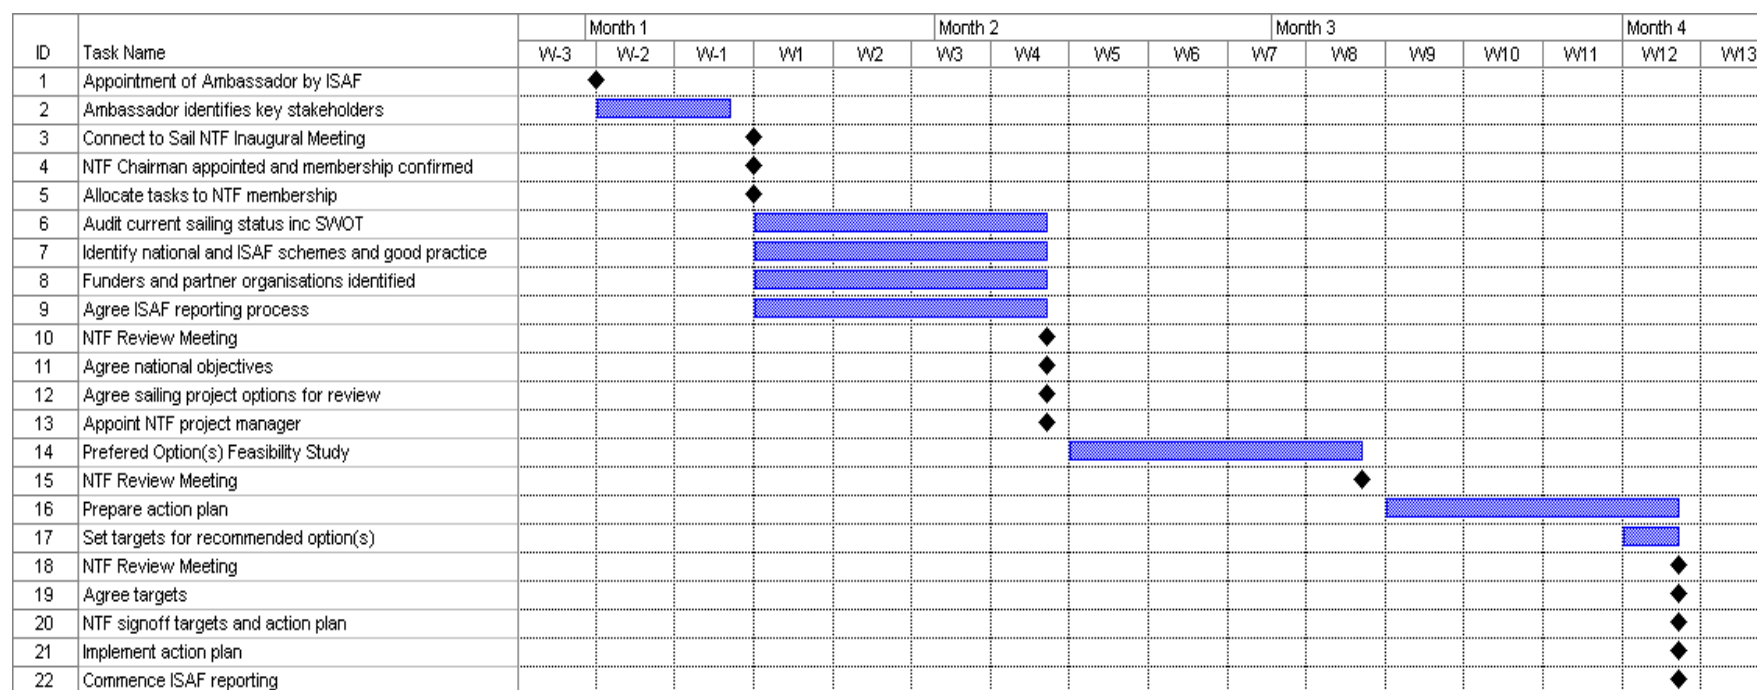 Month 1 Month 2 Month 3 Month 4
ID Task Name W-3 W-2 W-1 W1 W2 W3 W4 W5 W6 W7 W8 W9 W10 W11 W12 W13
1 Appointment of Ambassador by ISAF
2 Ambassador identifies key stakeholders
3 Connect to Sail NTF Inaugural Meeting
4 NTF Chairman appointed and membership confirmed
5 Allocate tasks to NTF membership
6 Audit current sailing status inc SWOT
7 Identify national and ISAF schemes and good practice
8 Funders and partner organisations identified
9 Agree ISAF reporting process
10 NTF Review Meeting
11 Agree national objectives
12 Agree sailing project options for review
13 Appoint NTF project manager
14 Prefered Option(s) Feasibility Study
15 NTF Review Meeting
16 Prepare action plan
17 Set targets for recommended option(s)
18 NTF Review Meeting
19 Agree targets
20 NTF signoff targets and action plan
21 Implement action plan
22 Commence ISAF reporting